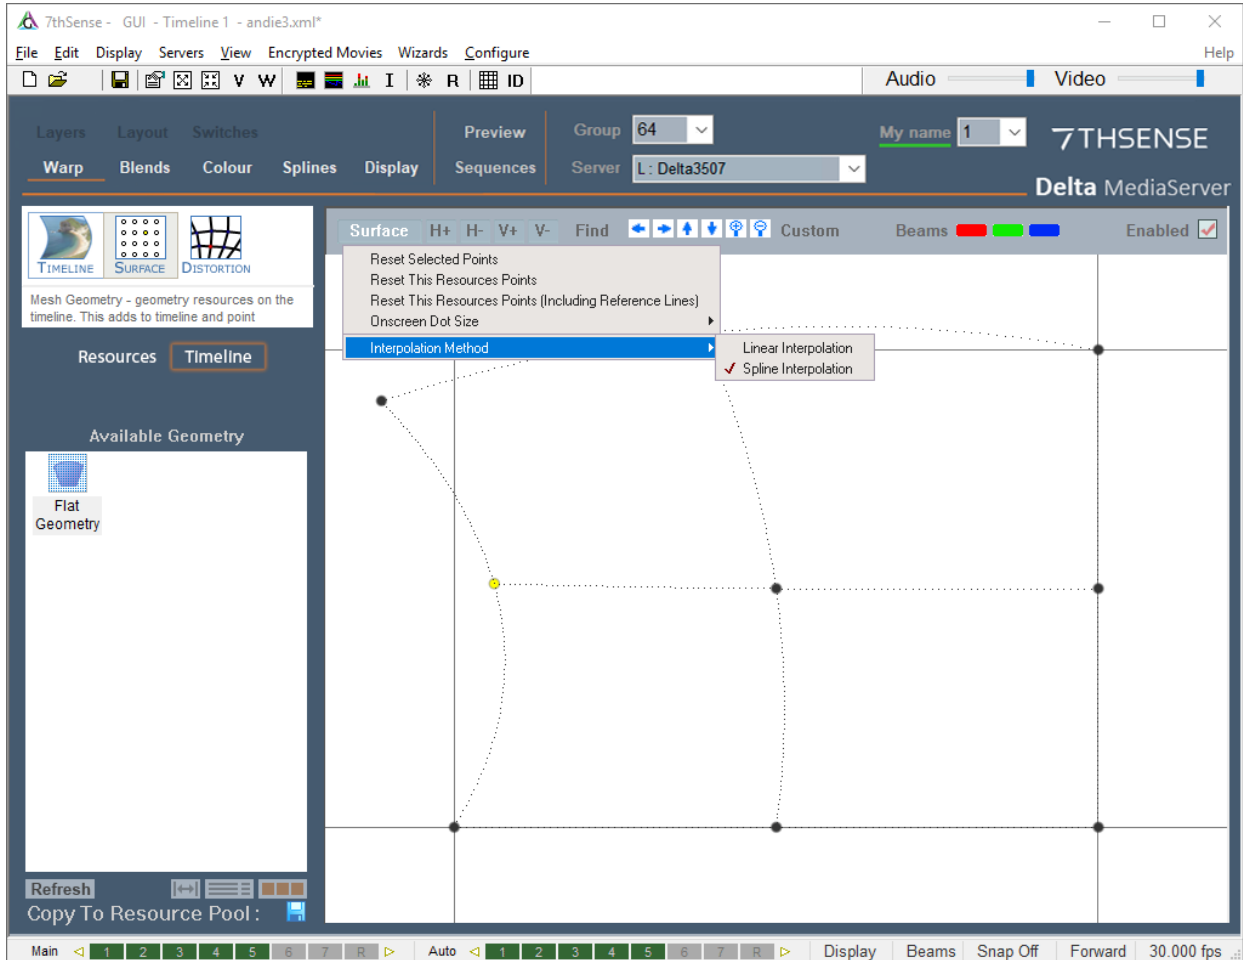 7thSense - GUI - Timeline 1 - andie3.xml*
File Edit Display Servers View Encrypted Movies Wizards Configure Help
V W I R ID Audio Video
Layers Layout Switches Preview Group 64 My name 1 7THSENSE
Warp Blends Colour Splines Display Sequences Server L : Delta3507
Delta MediaServer
TIMELINE SURFACE DISTORTION
Mesh Geometry - geometry resources on the
timeline. This adds to timeline and point
Resources Timeline
Available Geometry
Flat
Geometry
Refresh
Copy To Resource Pool :
Surface H+ H- V+ V- Find Custom Beams Enabled
Reset Selected Points
Reset This Resources Points
Reset This Resources Points (Including Reference Lines)
Onscreen Dot Size
Interpolation Method
Linear Interpolation
Spline Interpolation
Main 1 2 3 4 5 6 7 R Auto 1 2 3 4 5 6 7 R Display Beams Snap Off Forward 30.000 fps